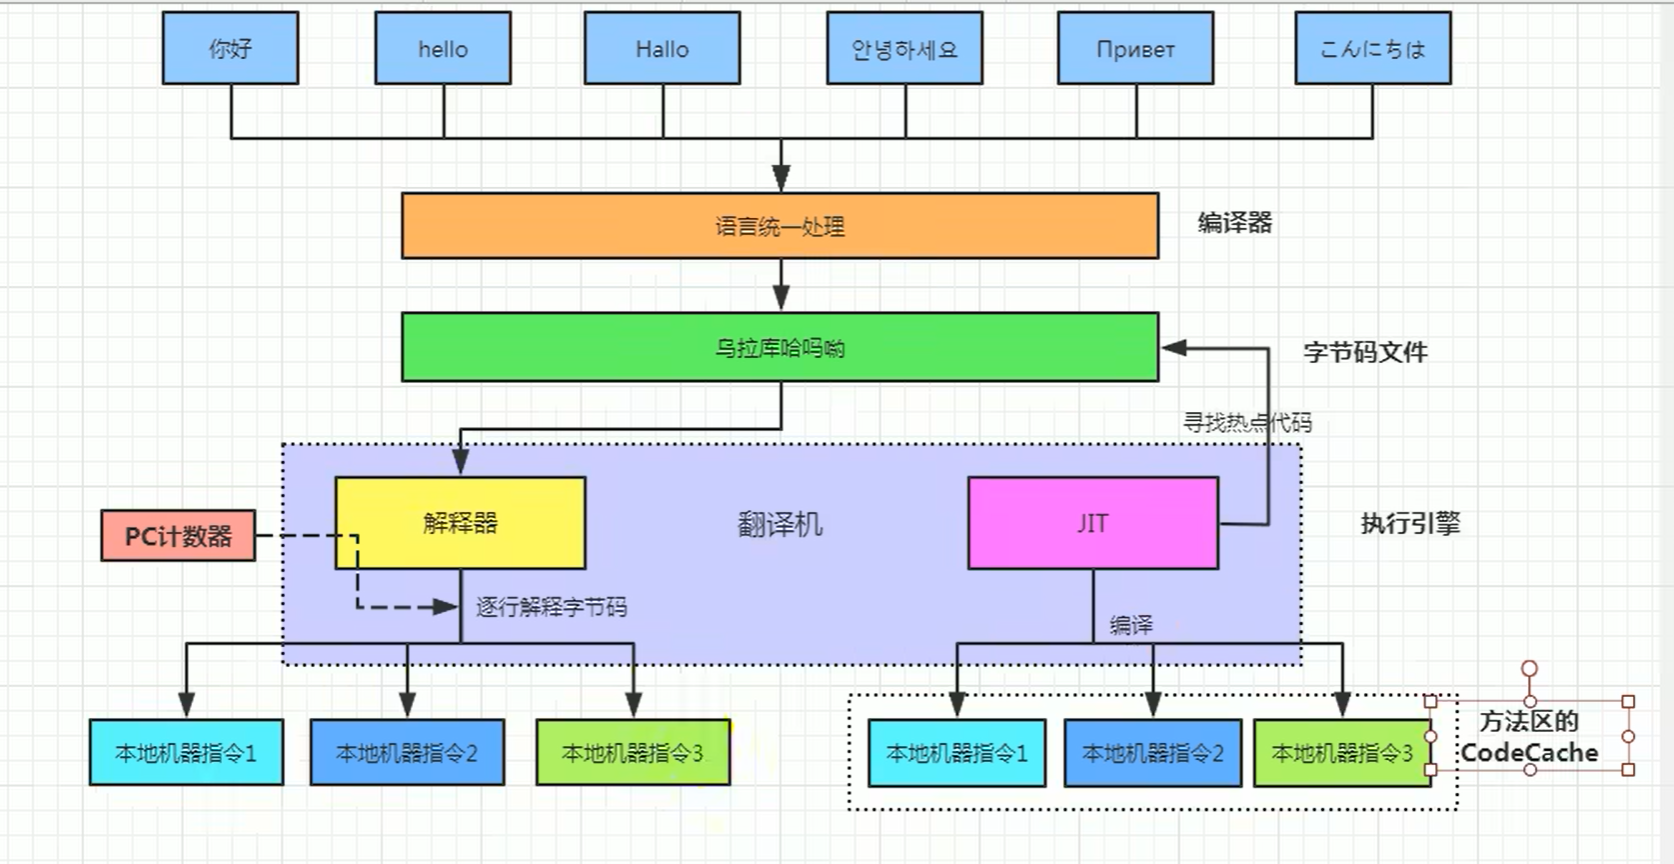 你好
hello
Hallo
안녕하세요
Привет
こんにちは
语言统一处理
编译器
乌拉库哈吗哟
字节码文件
寻找热点代码
PC计数器
解释器
翻译机
JIT
执行引擎
逐行解释字节码
编译
本地机器指令1
本地机器指令2
本地机器指令3
本地机器指令1
本地机器指令2
本地机器指令3
方法区的
CodeCache